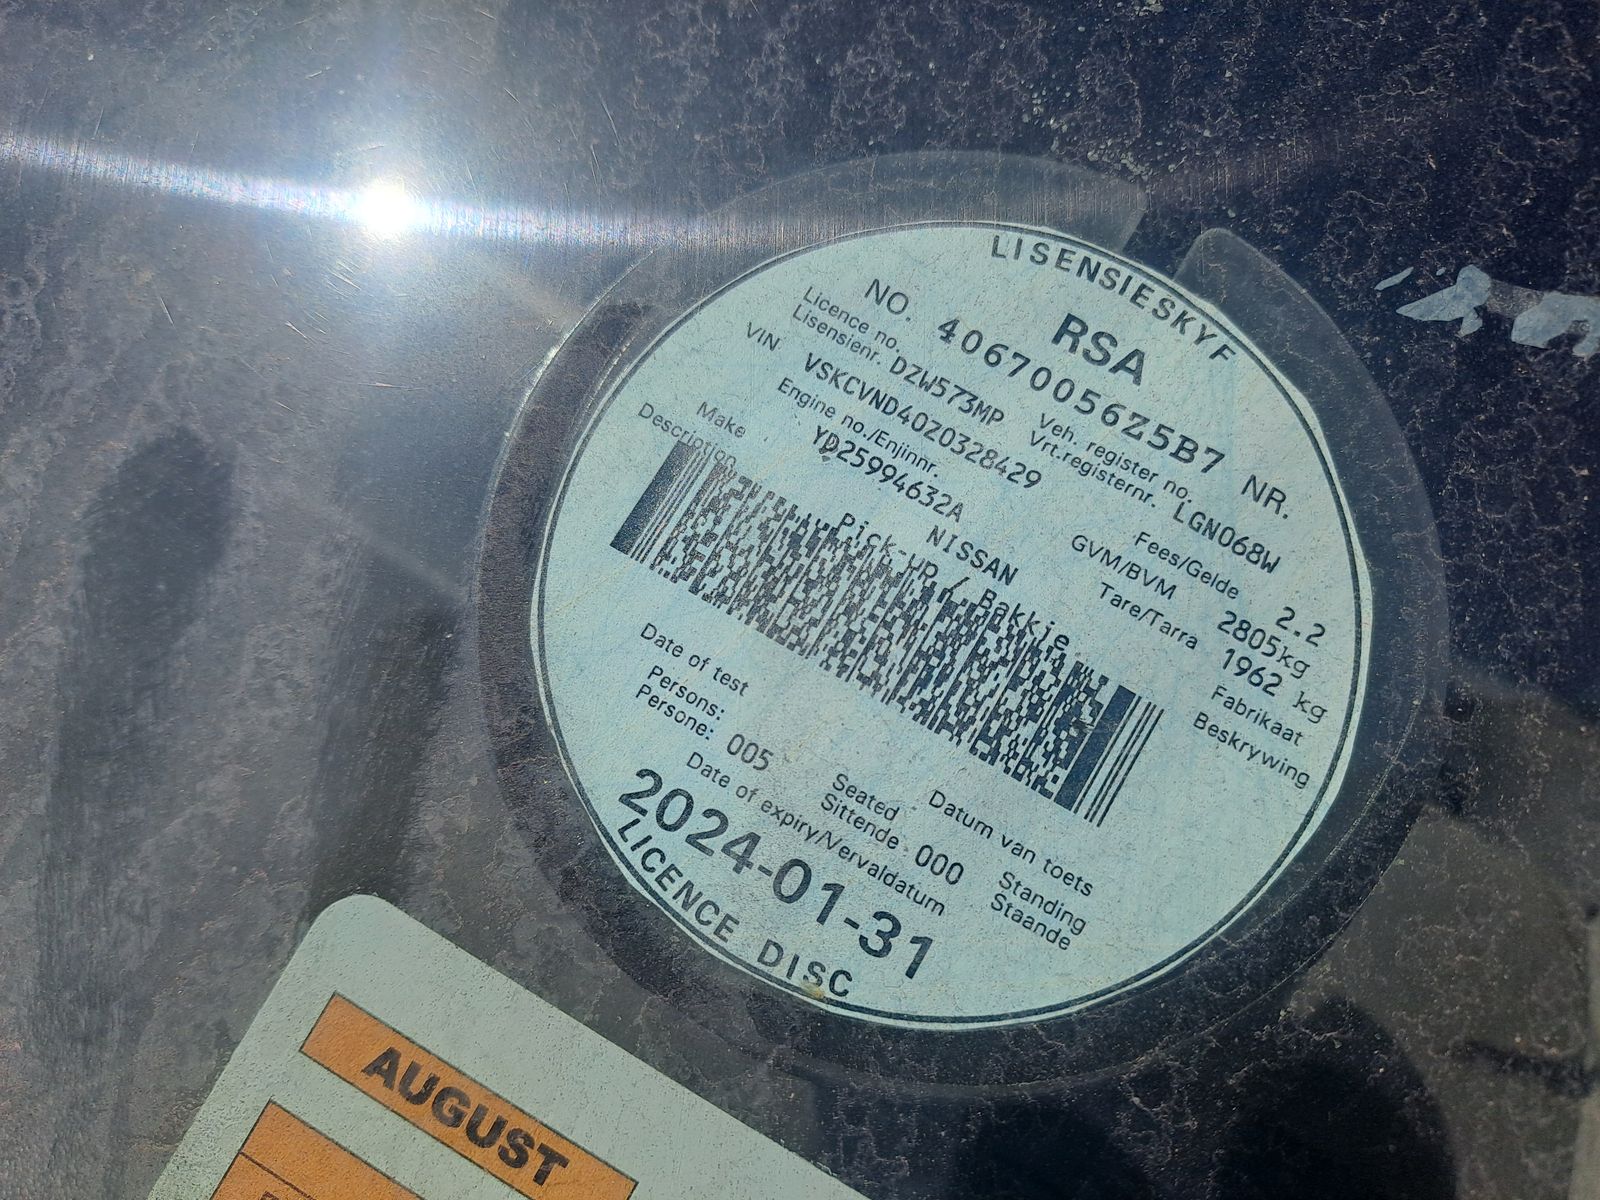 LISENSIESKYF
RSA
NO. 40670056Z5B7 NR.
Licence no. Veh. register no.
Lisensienr. DZW573MP Vrt.registernr. LGN068W
VIN VSKCVND40Z0328429 Fees/Gelde 2.2
Engine no./Enjinnr. GVM/BVM 2805kg
YD25994632A Tare/Tarra 1962 kg
Make NISSAN Fabrikaat
Description Pick-up / Bakkie Beskrywing
Date of test Datum van toets
Persons: Seated Standing
Persone: 005 Sittende 000 Staande
Date of expiry/Vervaldatum
2024-01-31
LICENCE DISC
AUGUST